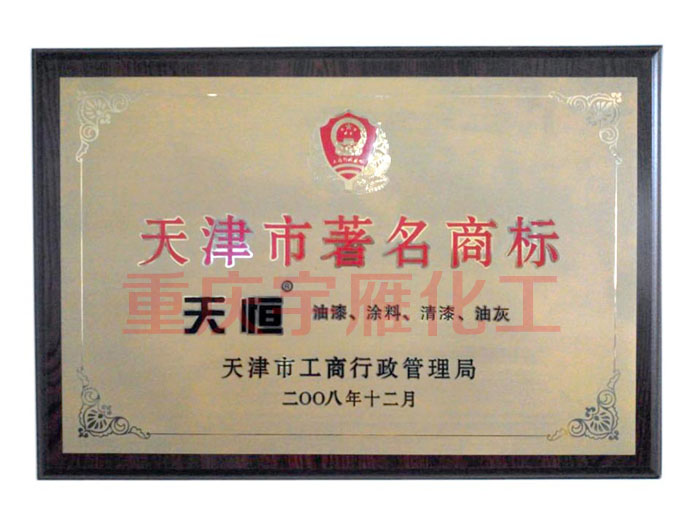 天津市著名商标
天恒® 油漆、涂料、清漆、油灰
重庆宇雁化工
天津市工商行政管理局
二〇〇八年十二月